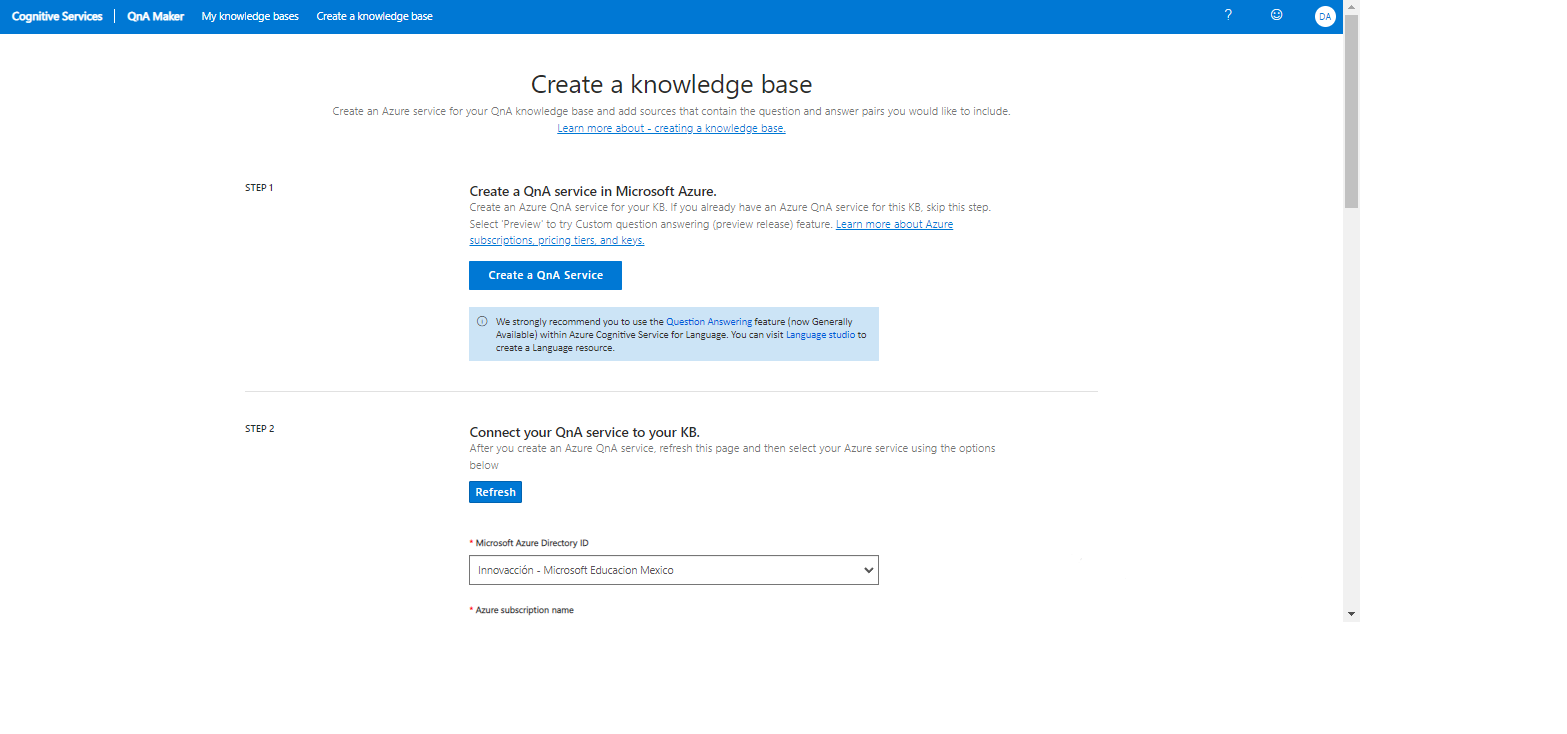 Cognitive Services | QnA Maker My knowledge bases Create a knowledge base ? DA
Create a knowledge base
Create an Azure service for your QnA knowledge base and add sources that contain the question and answer pairs you would like to include.
Learn more about - creating a knowledge base.
STEP 1
Create a QnA service in Microsoft Azure.
Create an Azure QnA service for your KB. If you already have an Azure QnA service for this KB, skip this step.
Select 'Preview' to try Custom question answering (preview release) feature. Learn more about Azure
subscriptions, pricing tiers, and keys.
Create a QnA Service
We strongly recommend you to use the Question Answering feature (now Generally
Available) within Azure Cognitive Service for Language. You can visit Language studio to
create a Language resource.
STEP 2
Connect your QnA service to your KB.
After you create an Azure QnA service, refresh this page and then select your Azure service using the options
below
Refresh
* Microsoft Azure Directory ID
Innovacción - Microsoft Educacion Mexico
* Azure subscription name